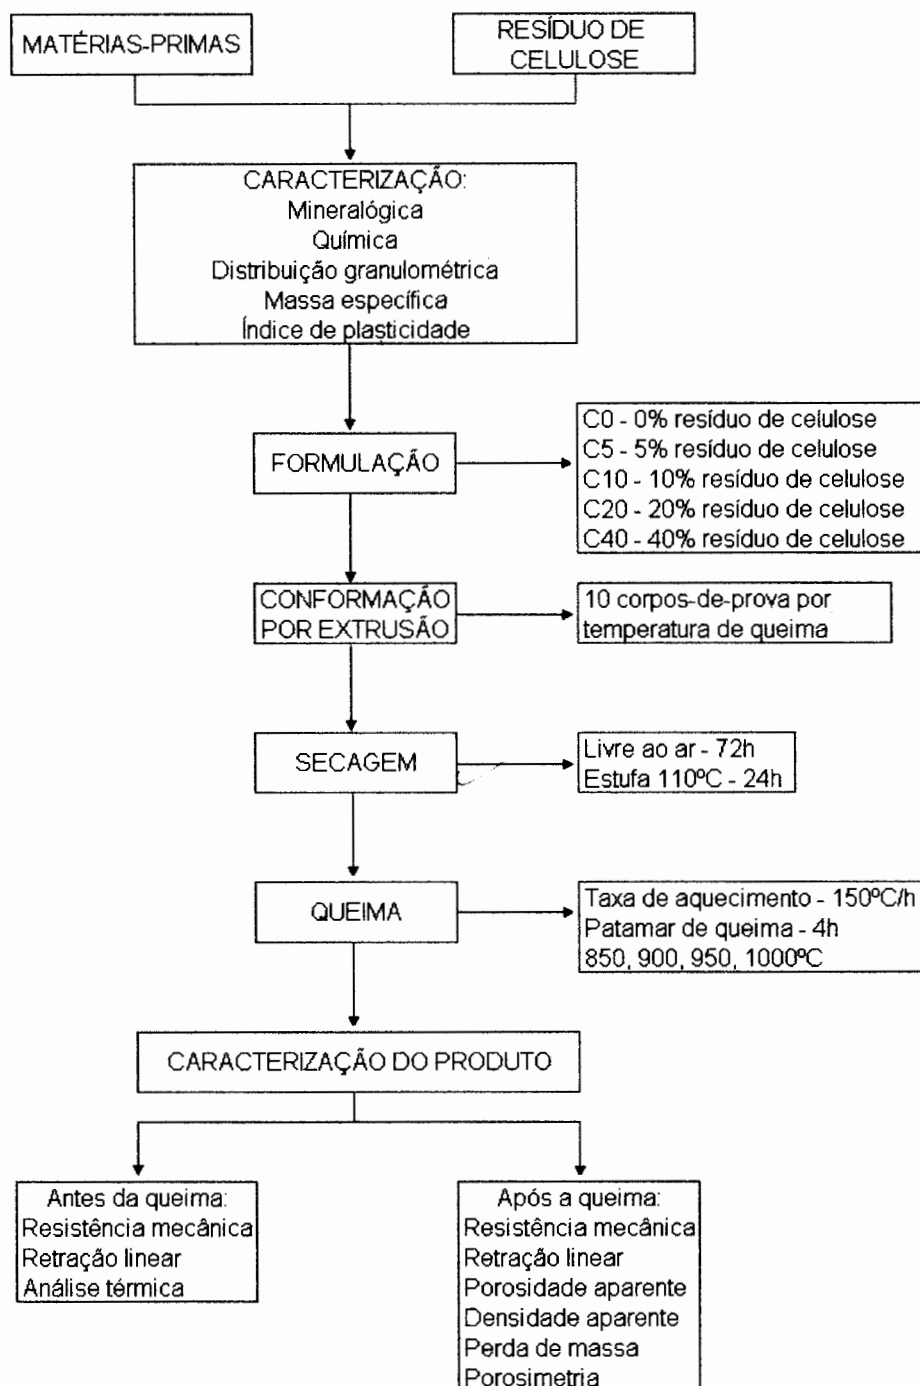 MATÉRIAS-PRIMAS
RESÍDUO DE
CELULOSE
CARACTERIZAÇÃO:
Mineralógica
Química
Distribuição granulométrica
Massa específica
Índice de plasticidade
FORMULAÇÃO
C0 - 0% resíduo de celulose
C5 - 5% resíduo de celulose
C10 - 10% resíduo de celulose
C20 - 20% resíduo de celulose
C40 - 40% resíduo de celulose
CONFORMAÇÃO
POR EXTRUSÃO
10 corpos-de-prova por
temperatura de queima
SECAGEM
Livre ao ar - 72h
Estufa 110ºC - 24h
QUEIMA
Taxa de aquecimento - 150ºC/h
Patamar de queima - 4h
850, 900, 950, 1000ºC
CARACTERIZAÇÃO DO PRODUTO
Antes da queima:
Resistência mecânica
Retração linear
Análise térmica
Após a queima:
Resistência mecânica
Retração linear
Porosidade aparente
Densidade aparente
Perda de massa
Porosimetria